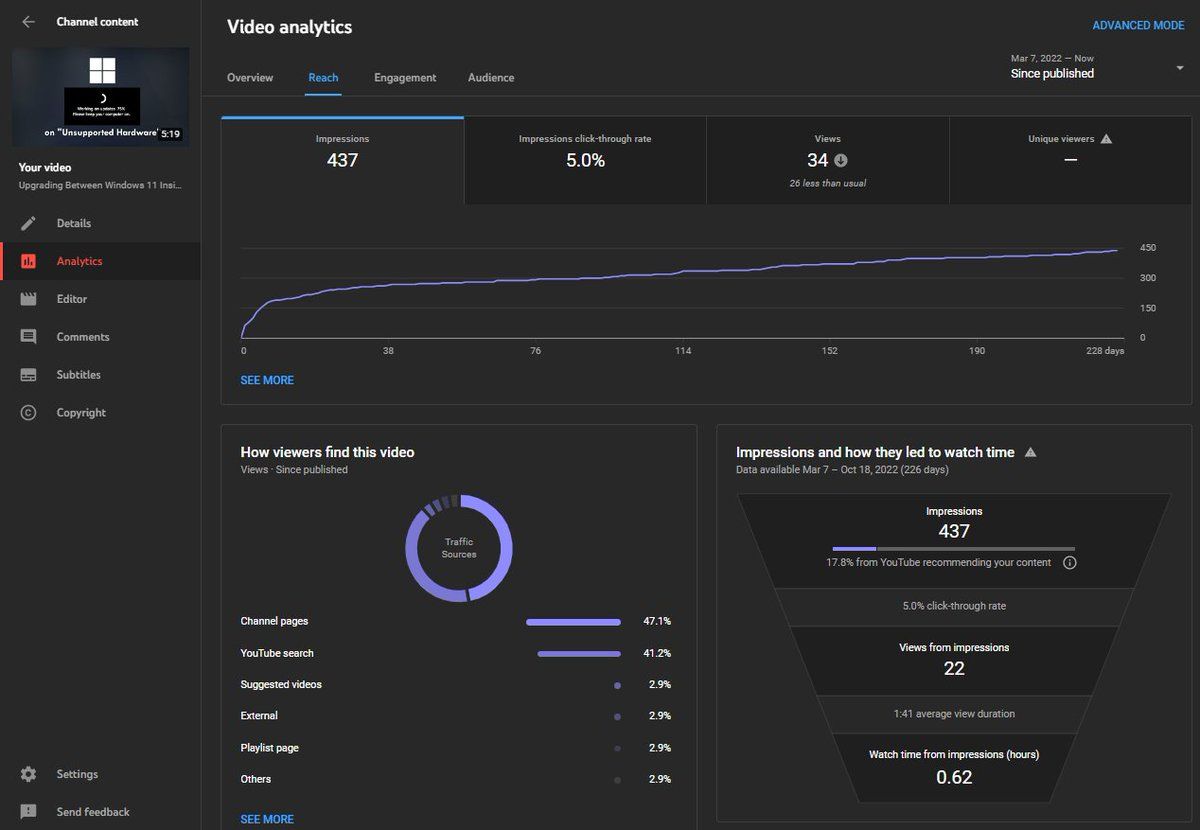 Channel content
Working on updates 75%
Please keep your computer on.
on "Unsupported Hardware"
5:19
Your video
Upgrading Between Windows 11 Insi...
Details
Analytics
Editor
Comments
Subtitles
Copyright
Settings
Send feedback
Video analytics
ADVANCED MODE
Overview
Reach
Engagement
Audience
Mar 7, 2022 — Now
Since published
Impressions
437
Impressions click-through rate
5.0%
Views
34
26 less than usual
Unique viewers
—
450
300
150
0
0
38
76
114
152
190
228 days
SEE MORE
How viewers find this video
Views · Since published
Traffic
Sources
Channel pages 47.1%
YouTube search 41.2%
Suggested videos 2.9%
External 2.9%
Playlist page 2.9%
Others 2.9%
SEE MORE
Impressions and how they led to watch time
Data available Mar 7 – Oct 18, 2022 (226 days)
Impressions
437
17.8% from YouTube recommending your content
5.0% click-through rate
Views from impressions
22
1:41 average view duration
Watch time from impressions (hours)
0.62